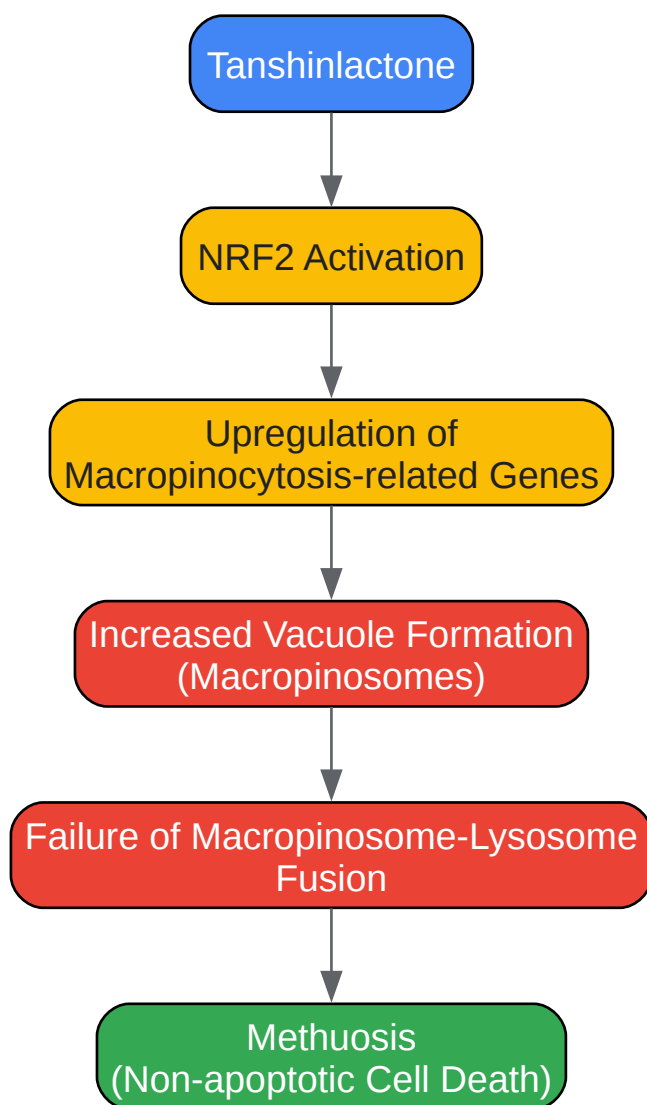 Tanshinlactone
NRF2 Activation
Upregulation of
Macropinocytosis-related Genes
Increased Vacuole Formation
(Macropinosomes)
Failure of Macropinosome-Lysosome
Fusion
Methuosis
(Non-apoptotic Cell Death)